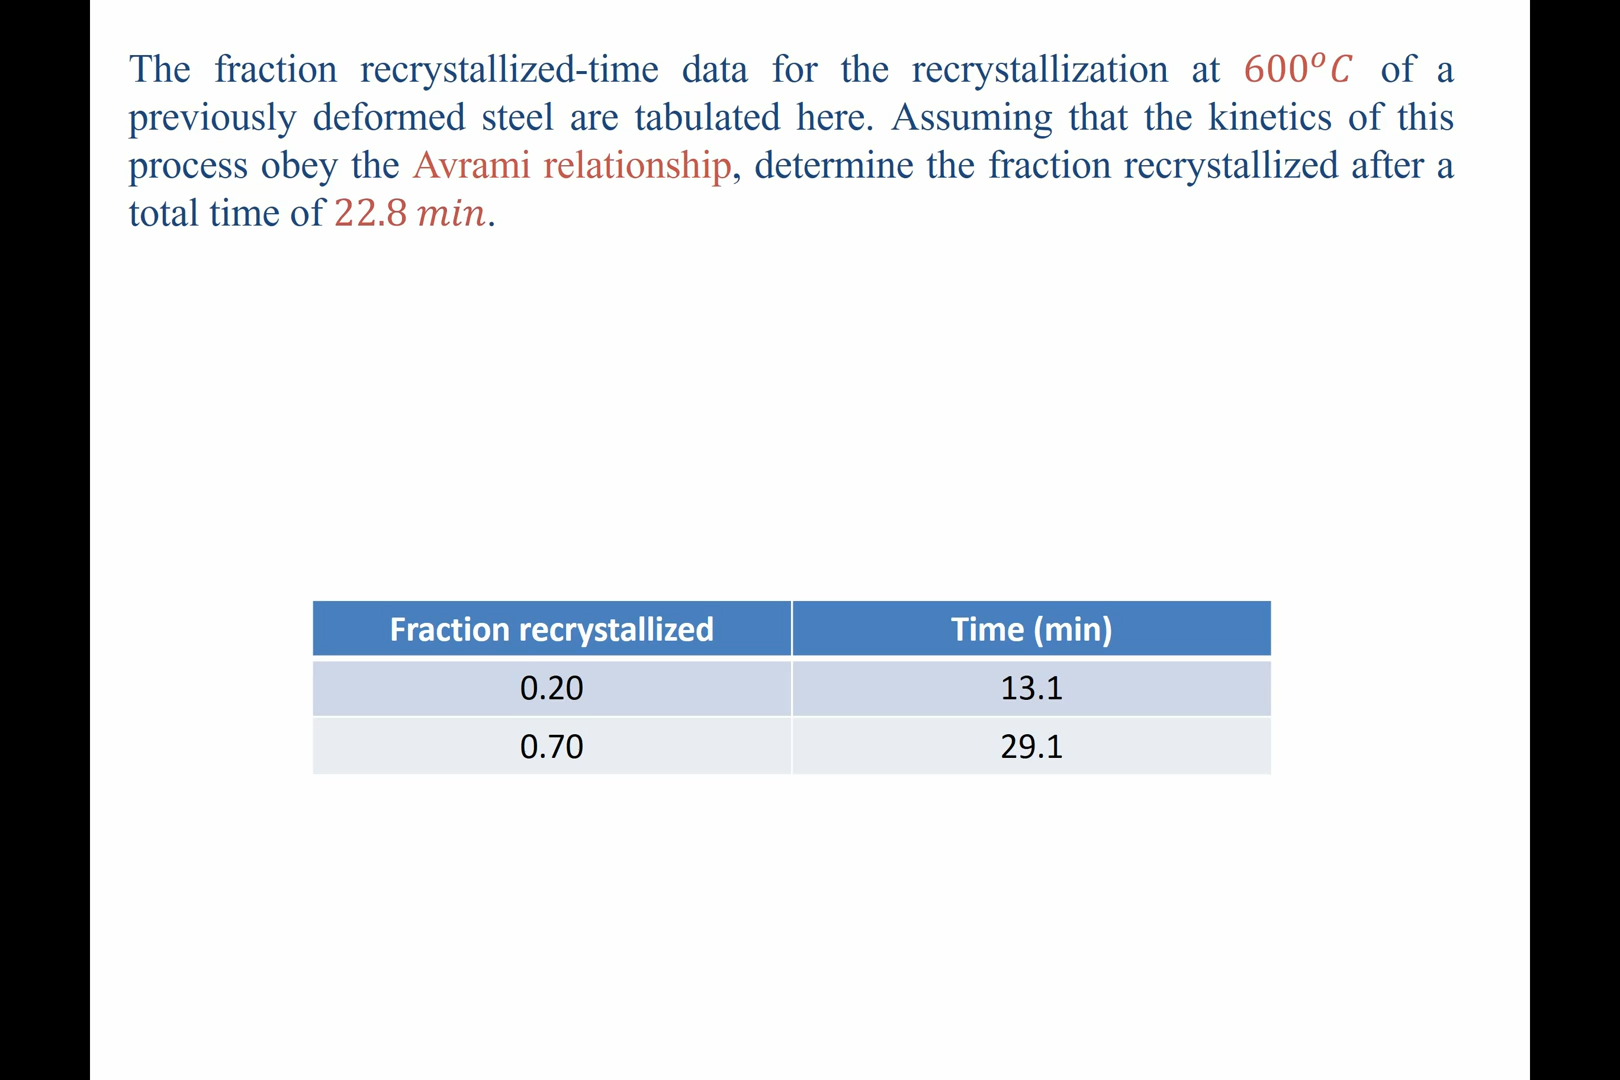 The fraction recrystallized-time data for the recrystallization at 600°C of a
previously deformed steel are tabulated here. Assuming that the kinetics of this
process obey the Avrami relationship, determine the fraction recrystallized after a
total time of 22.8 min.
Fraction recrystallized Time (min)
0.20 13.1
0.70 29.1